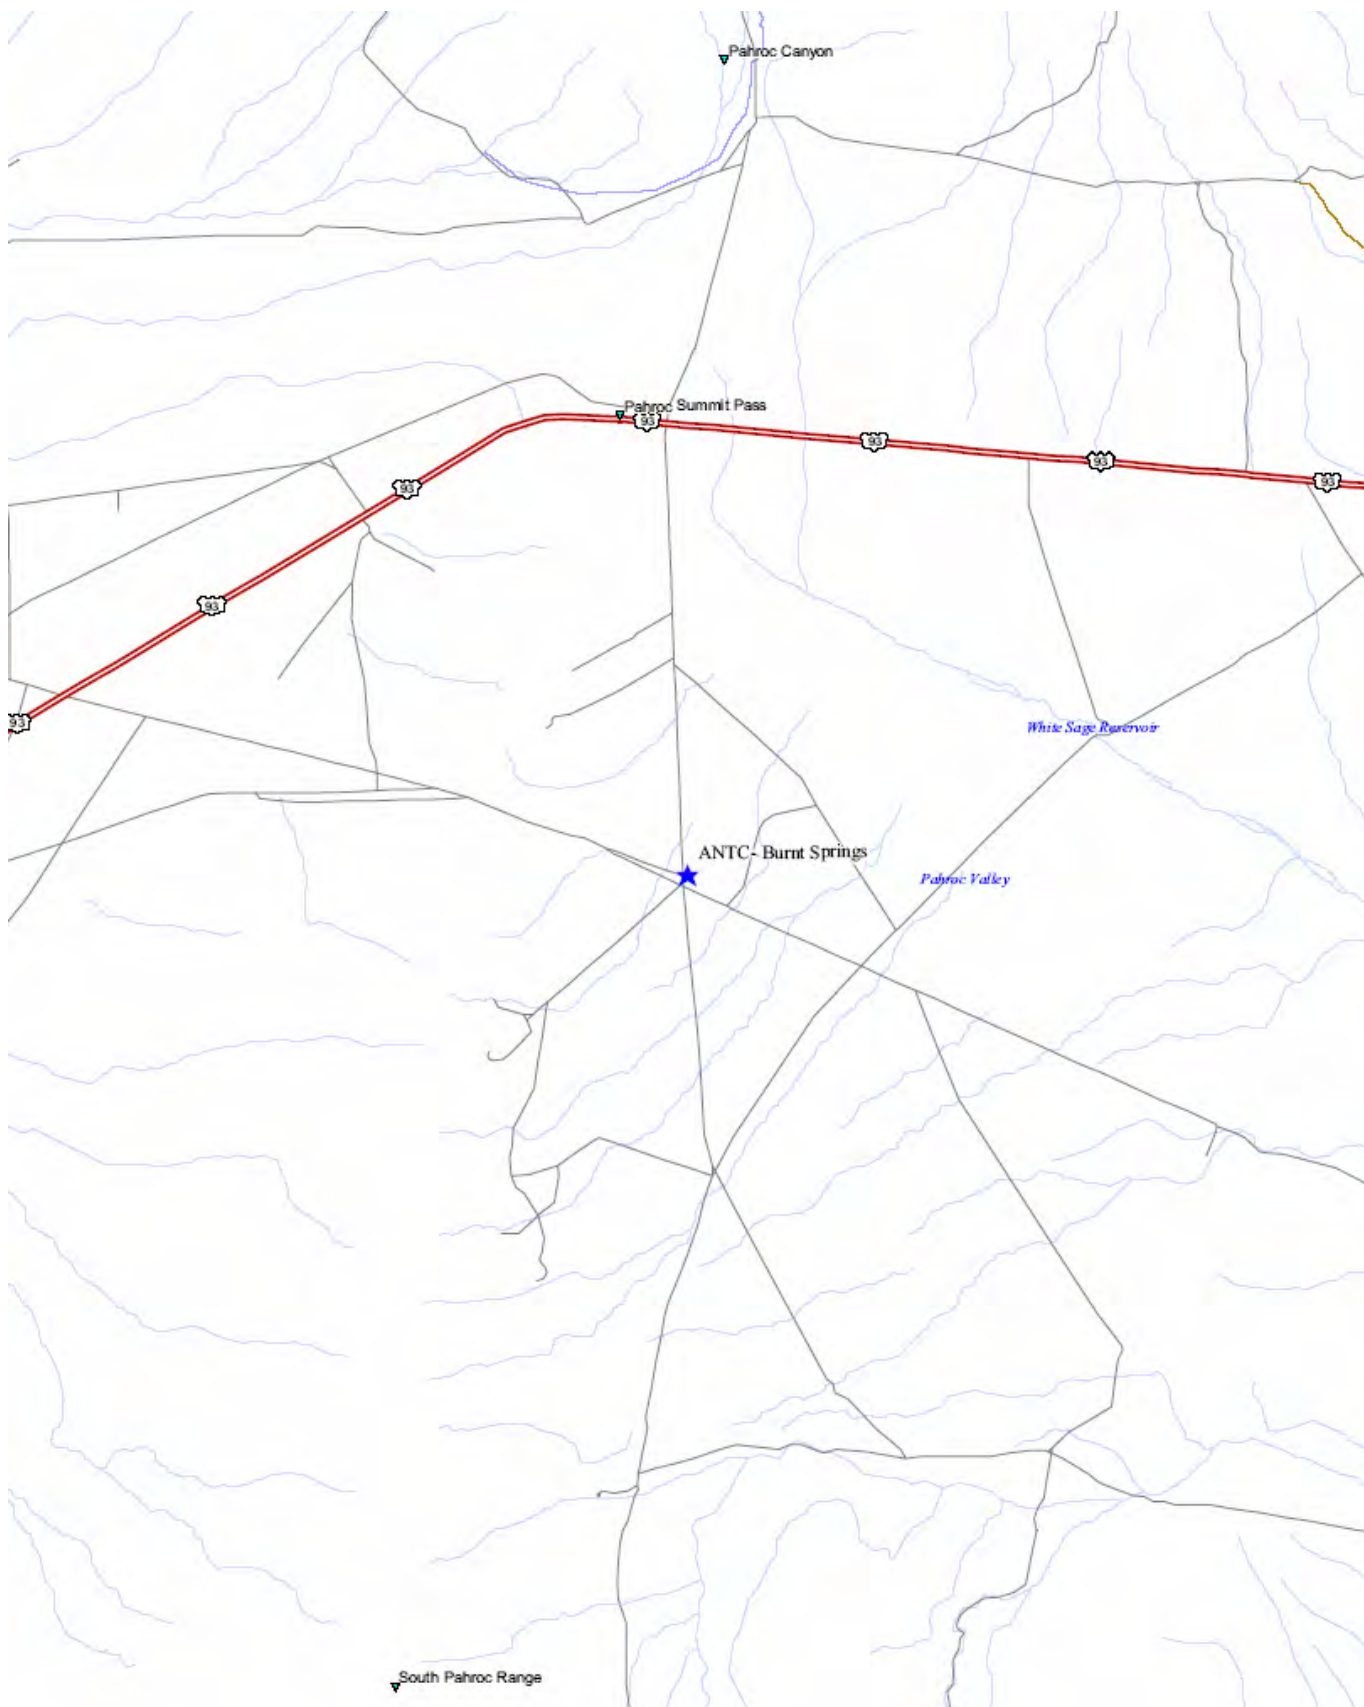 Pahroc Canyon
Pahroc Summit Pass
93
93
93
93
93
93
93
White Sage Reservoir
ANTC- Burnt Springs
Pahroc Valley
South Pahroc Range